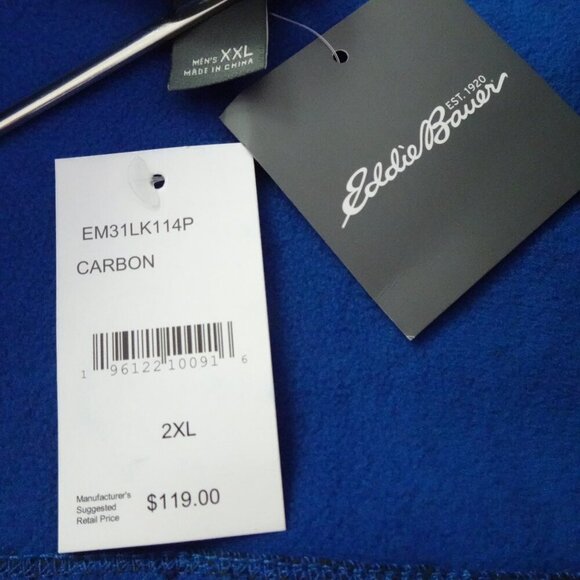 MEN'S XXL
MADE IN CHINA
EST. 1920
Eddie Bauer
EM31LK114P
CARBON
1 96122 10091 6
2XL
Manufacturer's
Suggested
Retail Price
$119.00